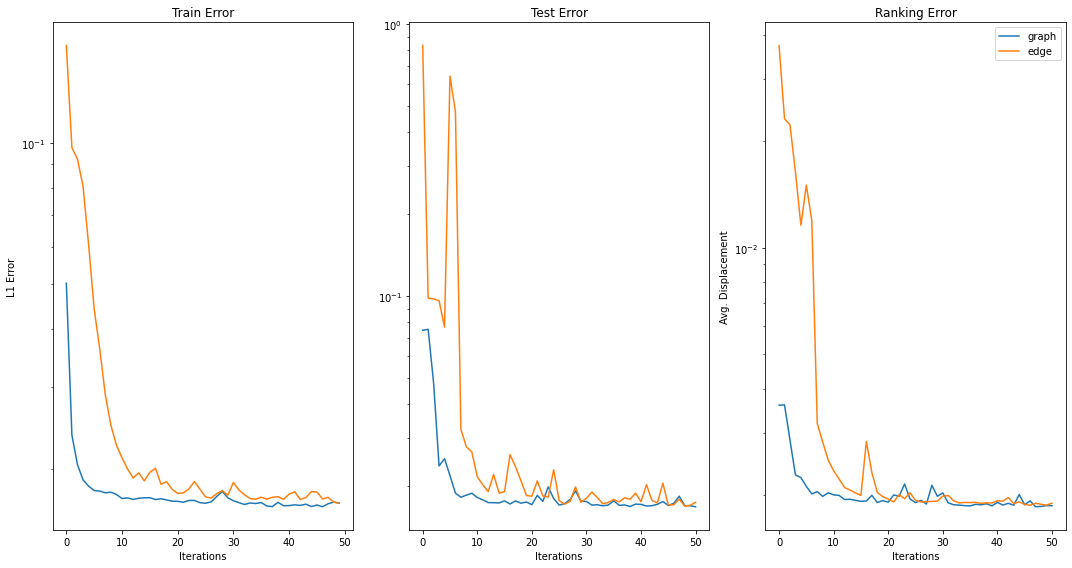 Train Error
L1 Error
10⁻¹
0 10 20 30 40 50
Iterations
Test Error
10⁰
10⁻¹
0 10 20 30 40 50
Iterations
Ranking Error
Avg. Displacement
10⁻²
graph
edge
0 10 20 30 40 50
Iterations